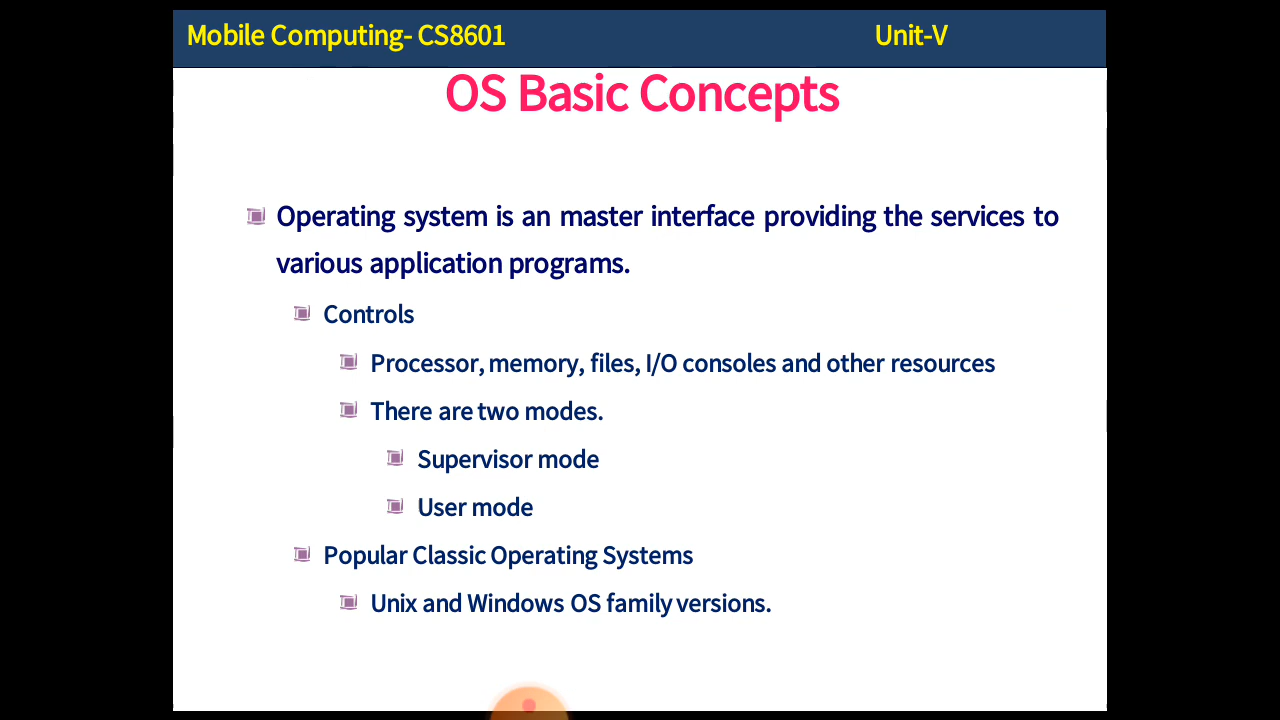 Mobile Computing- CS8601 Unit-V
OS Basic Concepts
Operating system is an master interface providing the services to
various application programs.
Controls
Processor, memory, files, I/O consoles and other resources
There are two modes.
Supervisor mode
User mode
Popular Classic Operating Systems
Unix and Windows OS family versions.